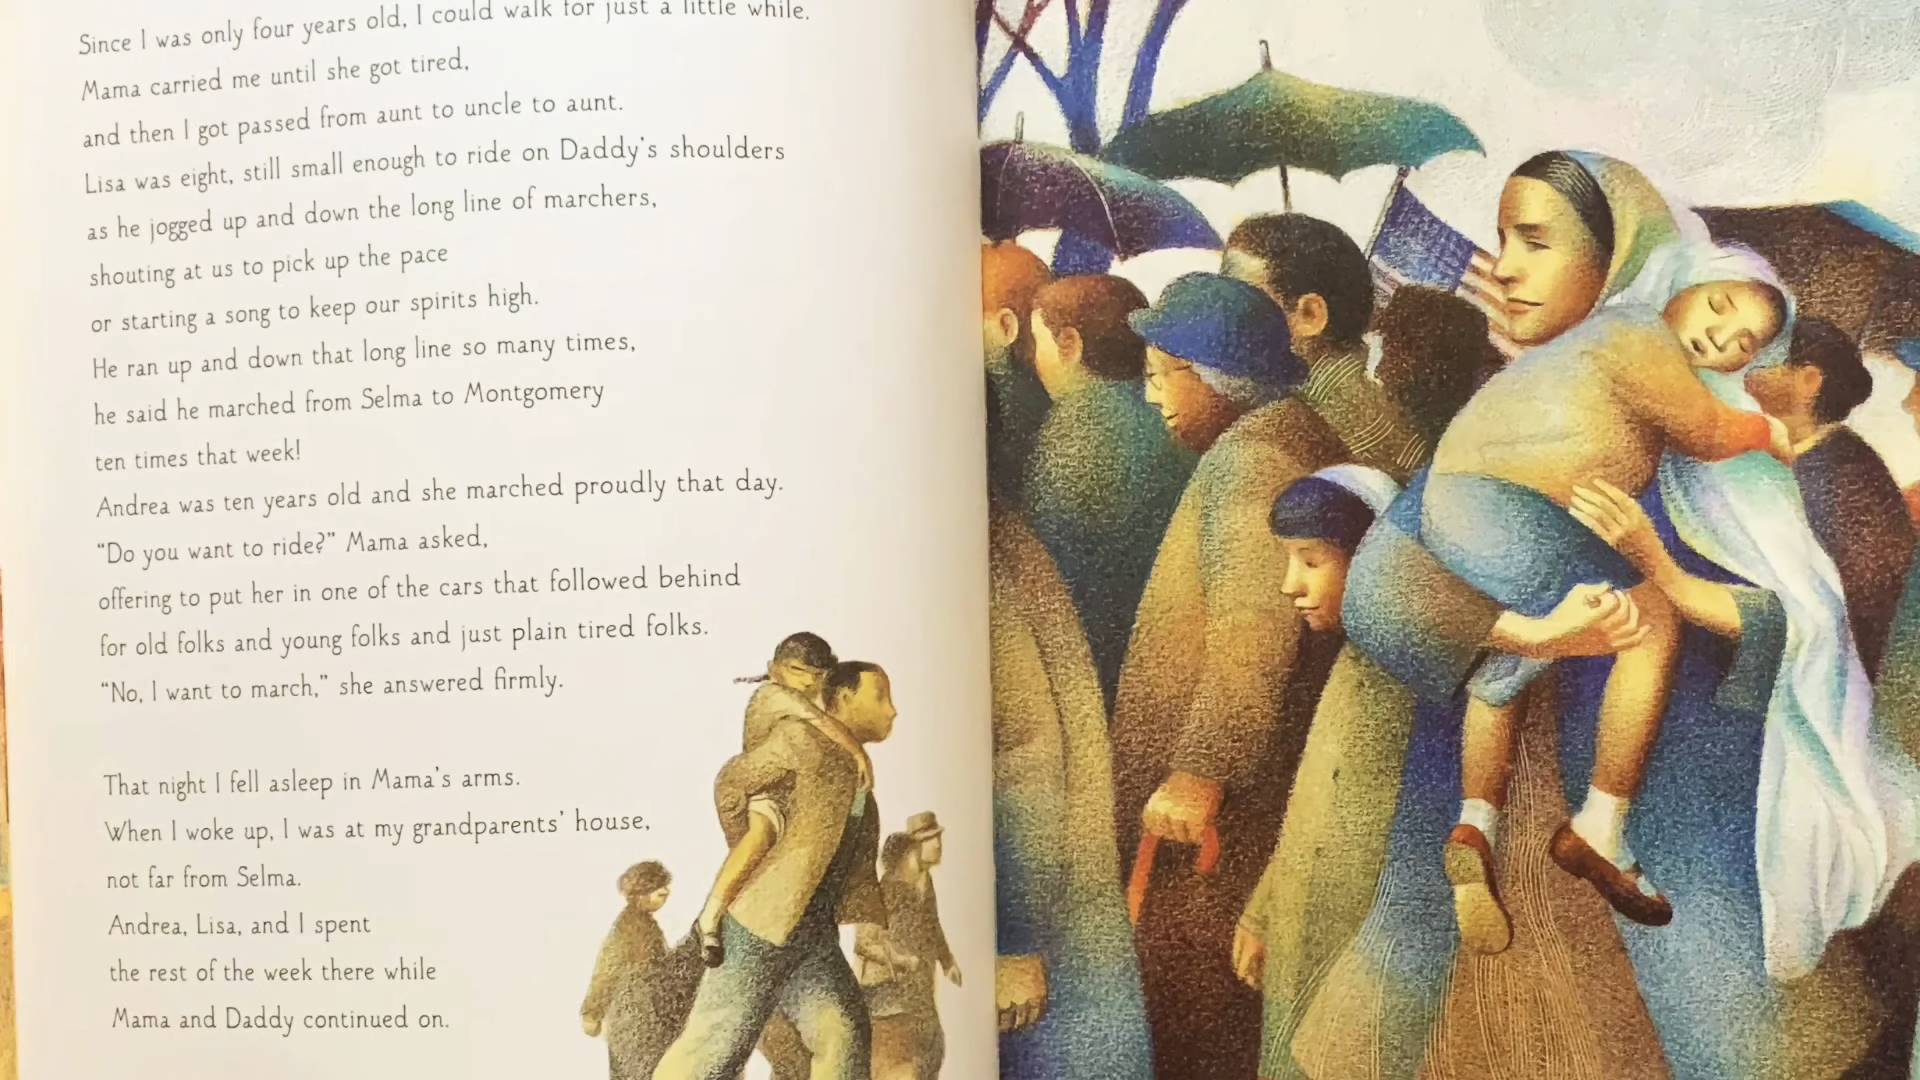 Since I was only four years old, I could walk for just a little while.
Mama carried me until she got tired,
and then I got passed from aunt to uncle to aunt.
Lisa was eight, still small enough to ride on Daddy's shoulders
as he jogged up and down the long line of marchers,
shouting at us to pick up the pace
or starting a song to keep our spirits high.
He ran up and down that long line so many times,
he said he marched from Selma to Montgomery
ten times that week!
Andrea was ten years old and she marched proudly that day.
“Do you want to ride?” Mama asked,
offering to put her in one of the cars that followed behind
for old folks and young folks and just plain tired folks.
“No, I want to march,” she answered firmly.
That night I fell asleep in Mama's arms.
When I woke up, I was at my grandparents' house,
not far from Selma.
Andrea, Lisa, and I spent
the rest of the week there while
Mama and Daddy continued on.